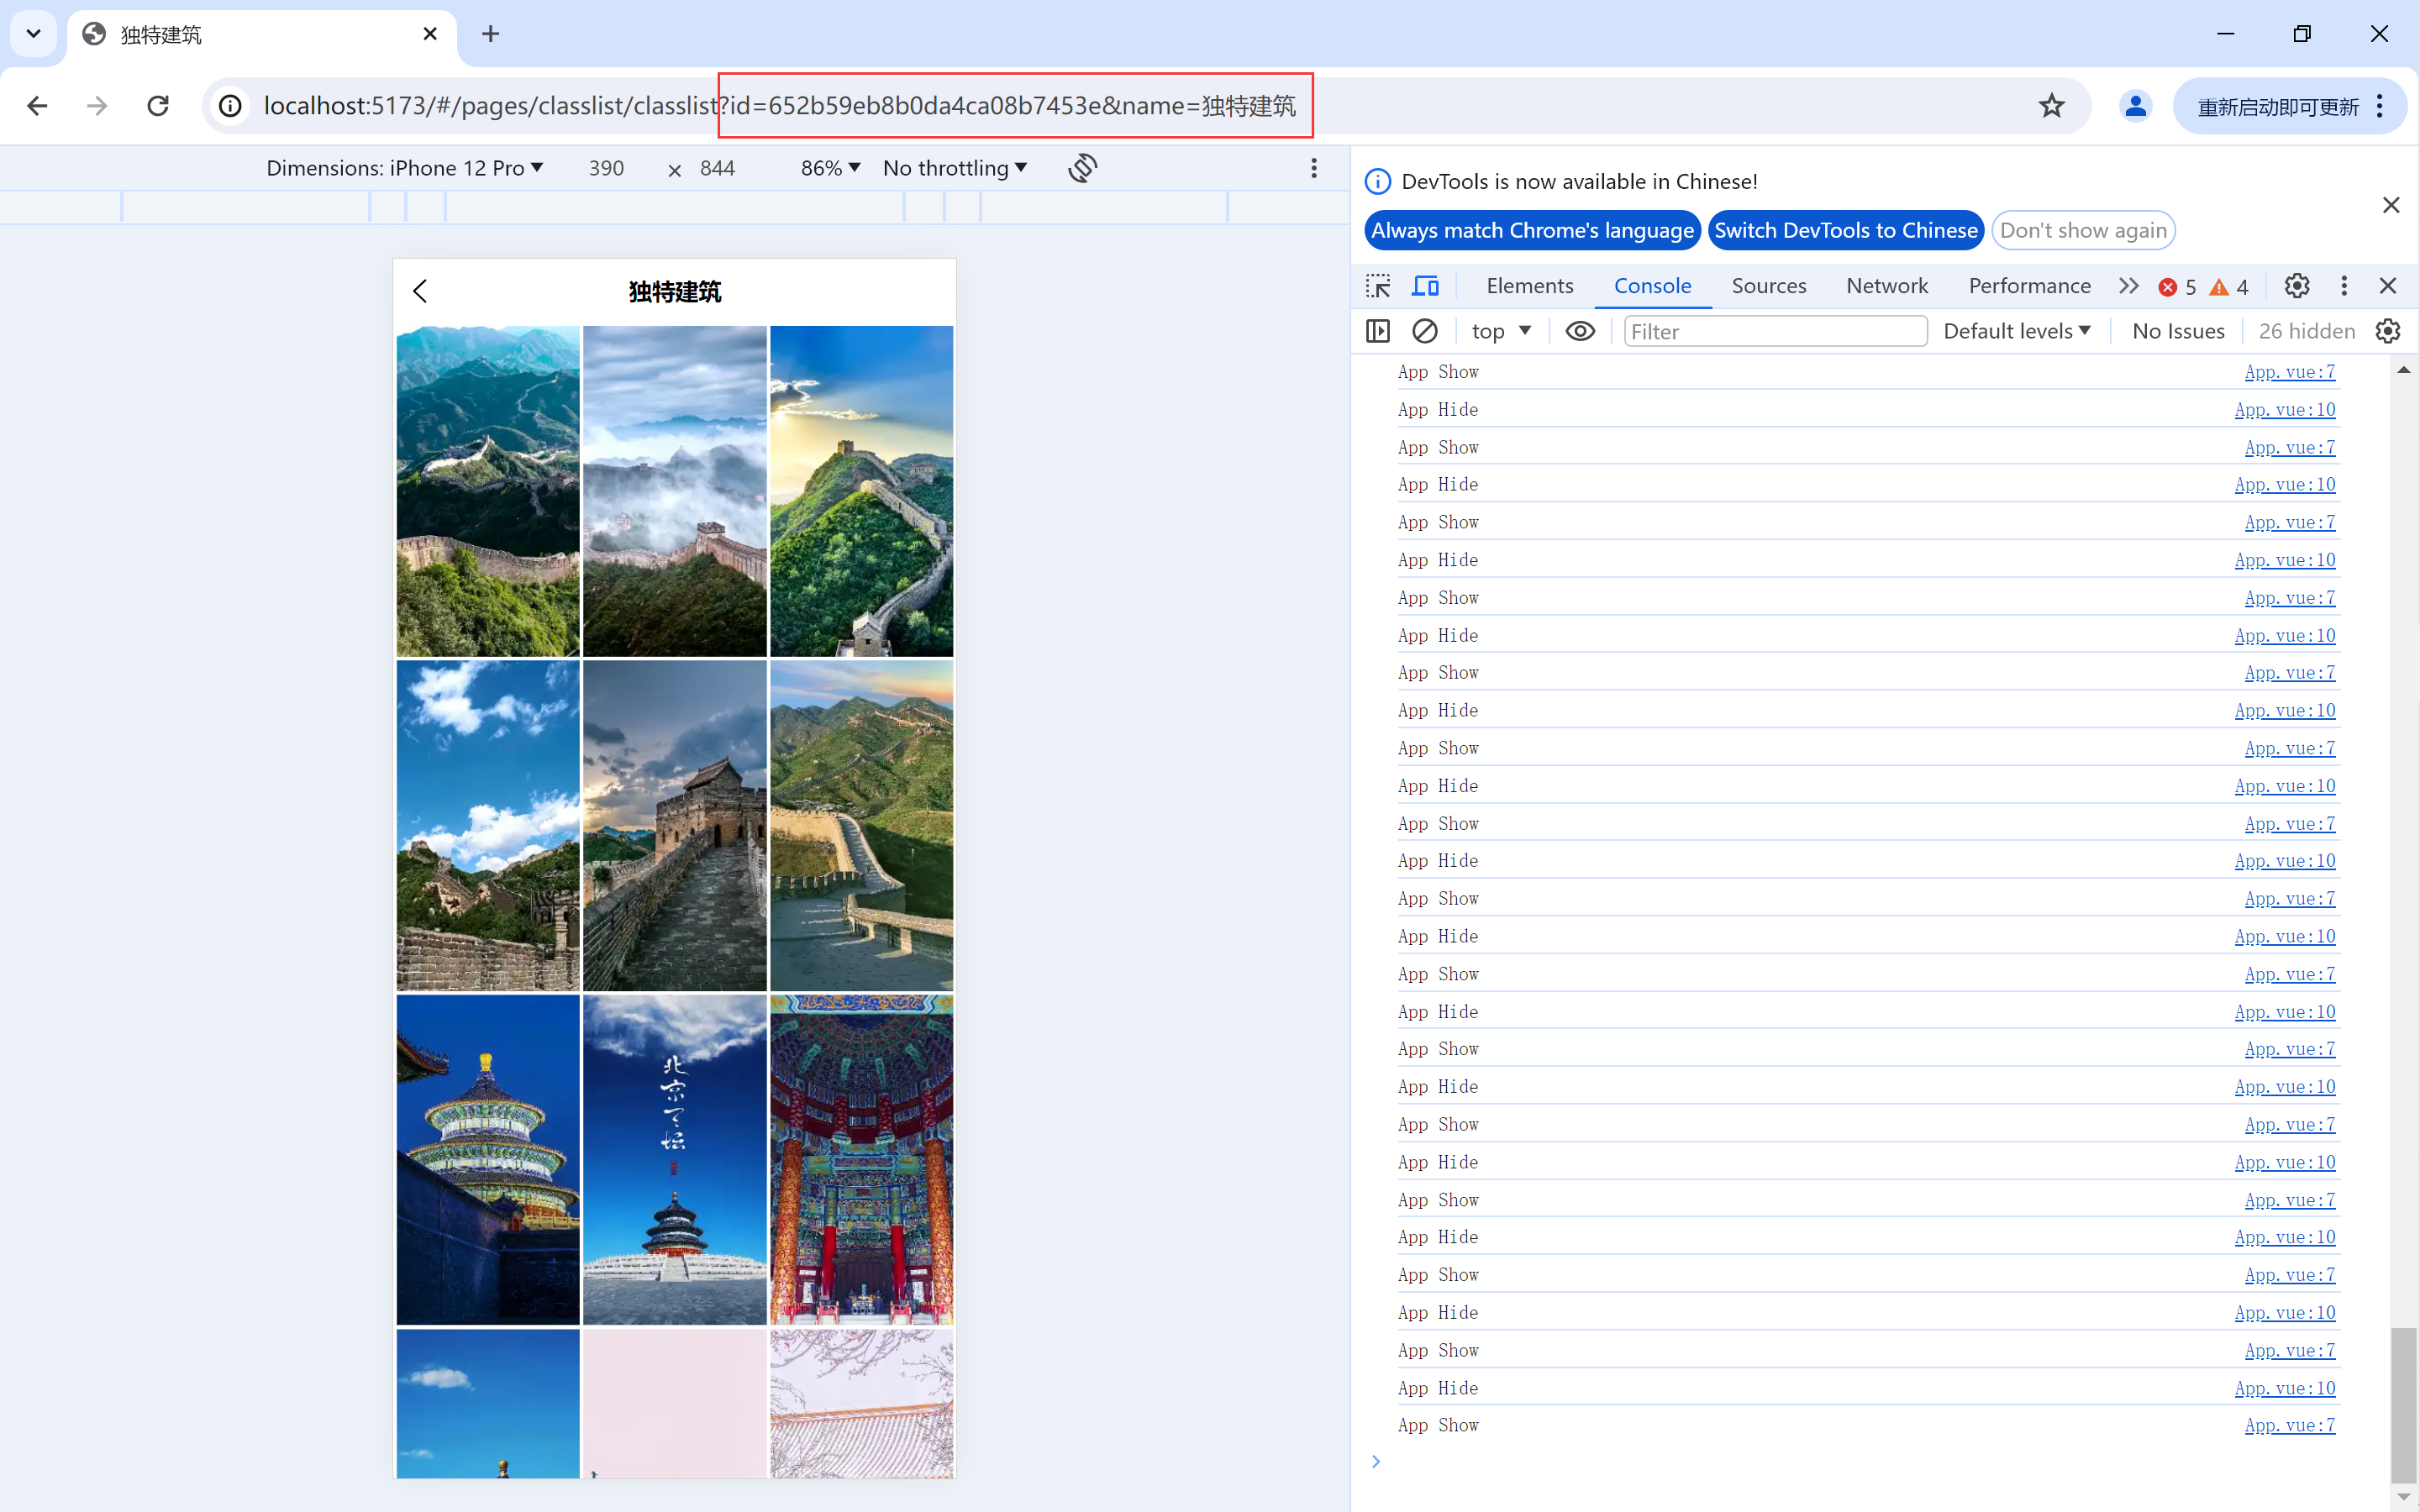 独特建筑
localhost:5173/#/pages/classlist/classlist?id=652b59eb8b0da4ca08b7453e&name=独特建筑
重新启动即可更新
Dimensions: iPhone 12 Pro
390 × 844
86%
No throttling
独特建筑
北京天坛
DevTools is now available in Chinese!
Always match Chrome's language
Switch DevTools to Chinese
Don't show again
Elements
Console
Sources
Network
Performance
5
4
top
Filter
Default levels
No Issues
26 hidden
App Show App.vue:7
App Hide App.vue:10
App Show App.vue:7
App Hide App.vue:10
App Show App.vue:7
App Hide App.vue:10
App Show App.vue:7
App Hide App.vue:10
App Show App.vue:7
App Hide App.vue:10
App Show App.vue:7
App Hide App.vue:10
App Show App.vue:7
App Hide App.vue:10
App Show App.vue:7
App Hide App.vue:10
App Show App.vue:7
App Hide App.vue:10
App Show App.vue:7
App Hide App.vue:10
App Show App.vue:7
App Hide App.vue:10
App Show App.vue:7
App Hide App.vue:10
App Show App.vue:7
App Hide App.vue:10
App Show App.vue:7
App Hide App.vue:10
App Show App.vue:7